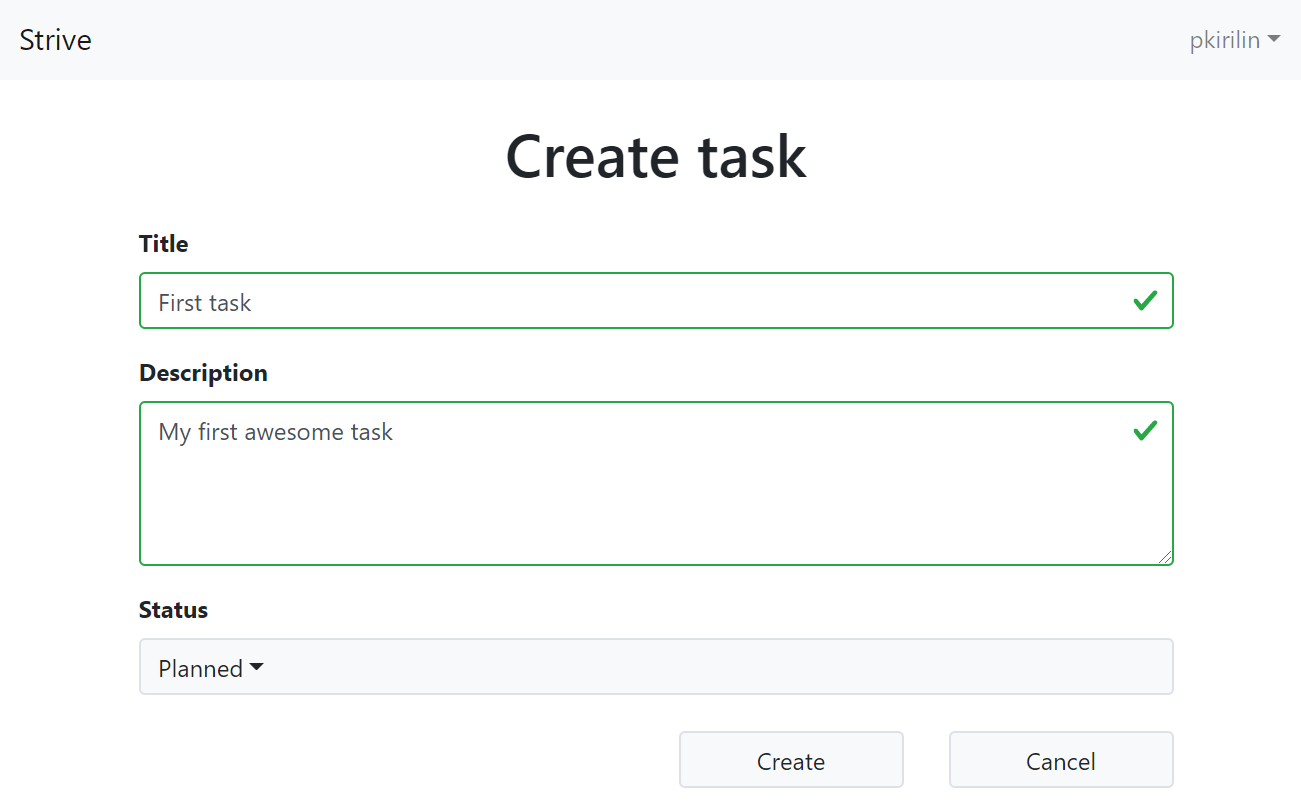 Strive
pkirilin
Create task
Title
First task
Description
My first awesome task
Status
Planned
Create
Cancel